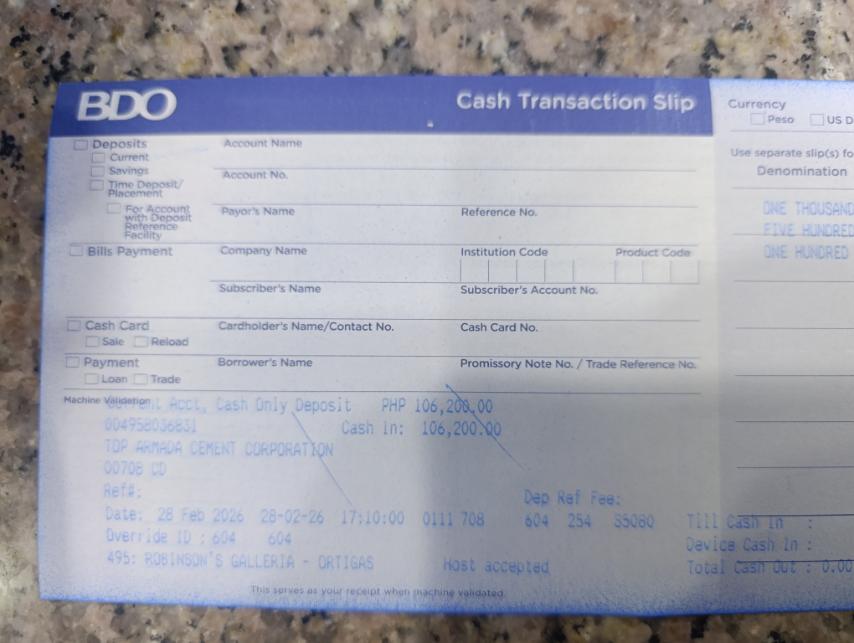 BDO Cash Transaction Slip
Currency
Peso US D
Use separate slip(s) fo
Denomination
ONE THOUSAND
FIVE HUNDRED
ONE HUNDRED
Deposits
Current
Savings
Time Deposit/
Placement
For Account
with Deposit
Reference
Facility
Account Name
Account No.
Payor's Name Reference No.
Bills Payment Company Name Institution Code Product Code
Subscriber's Name Subscriber's Account No.
Cash Card Cardholder's Name/Contact No. Cash Card No.
Sale Reload
Payment Borrower's Name Promissory Note No. / Trade Reference No.
Loan Trade
Machine Validation
Acct, Cash Only Deposit PHP 106,200.00
004958036831 Cash In: 106,200.00
TOP ARMADA CEMENT CORPORATION
00708 CD
Ref#: Dep Ref Fee:
Date: 28 Feb 2026 28-02-26 17:10:00 0111 708 604 254 S5080 Till Cash In :
Override ID : 604 604 Device Cash In :
495: ROBINSON'S GALLERIA - ORTIGAS Host accepted Total Cash Out : 0.00
This serves as your receipt when machine validated.